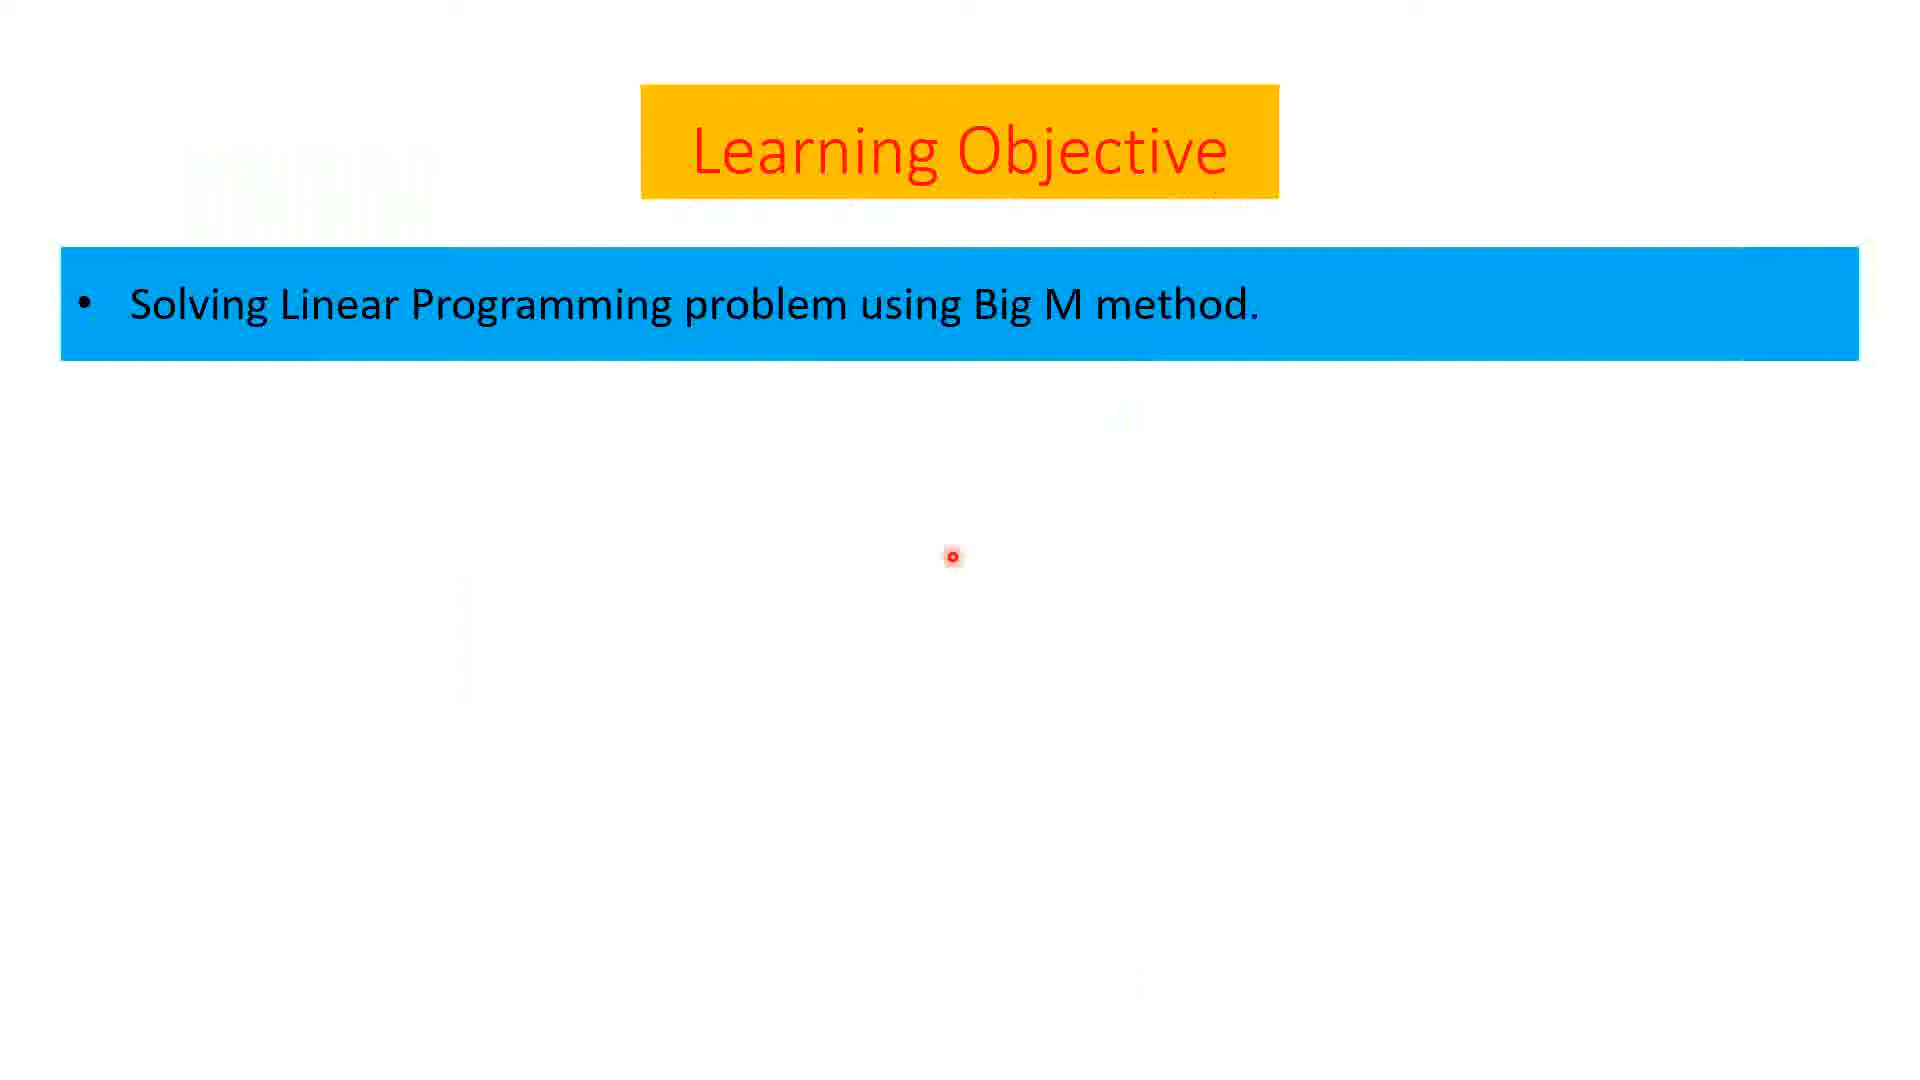 Learning Objective
• Solving Linear Programming problem using Big M method.